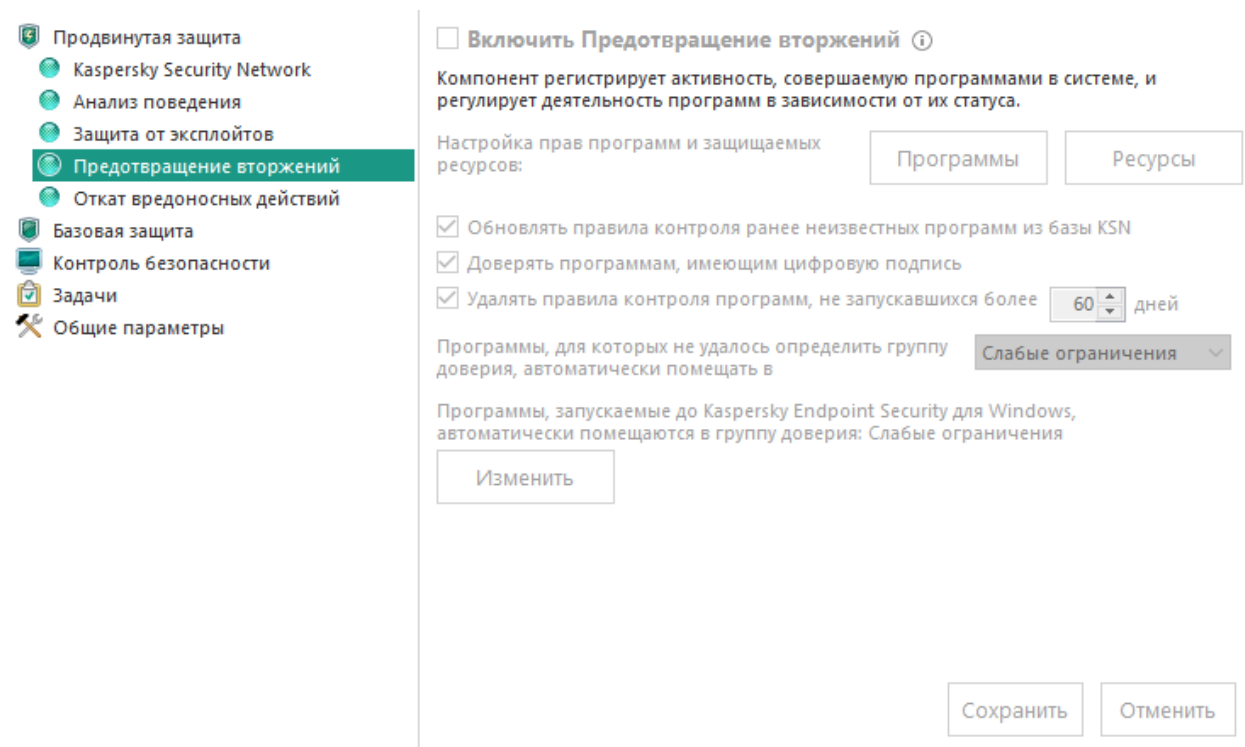 Продвинутая защита
Kaspersky Security Network
Анализ поведения
Защита от эксплойтов
Предотвращение вторжений
Откат вредоносных действий
Базовая защита
Контроль безопасности
Задачи
Общие параметры
Включить Предотвращение вторжений
Компонент регистрирует активность, совершаемую программами в системе, и
регулирует деятельность программ в зависимости от их статуса.
Настройка прав программ и защищаемых
ресурсов:
Программы
Ресурсы
Обновлять правила контроля ранее неизвестных программ из базы KSN
Доверять программам, имеющим цифровую подпись
Удалять правила контроля программ, не запускавшихся более 60 дней
Программы, для которых не удалось определить группу
доверия, автоматически помещать в
Слабые ограничения
Программы, запускаемые до Kaspersky Endpoint Security для Windows,
автоматически помещаются в группу доверия: Слабые ограничения
Изменить
Сохранить
Отменить